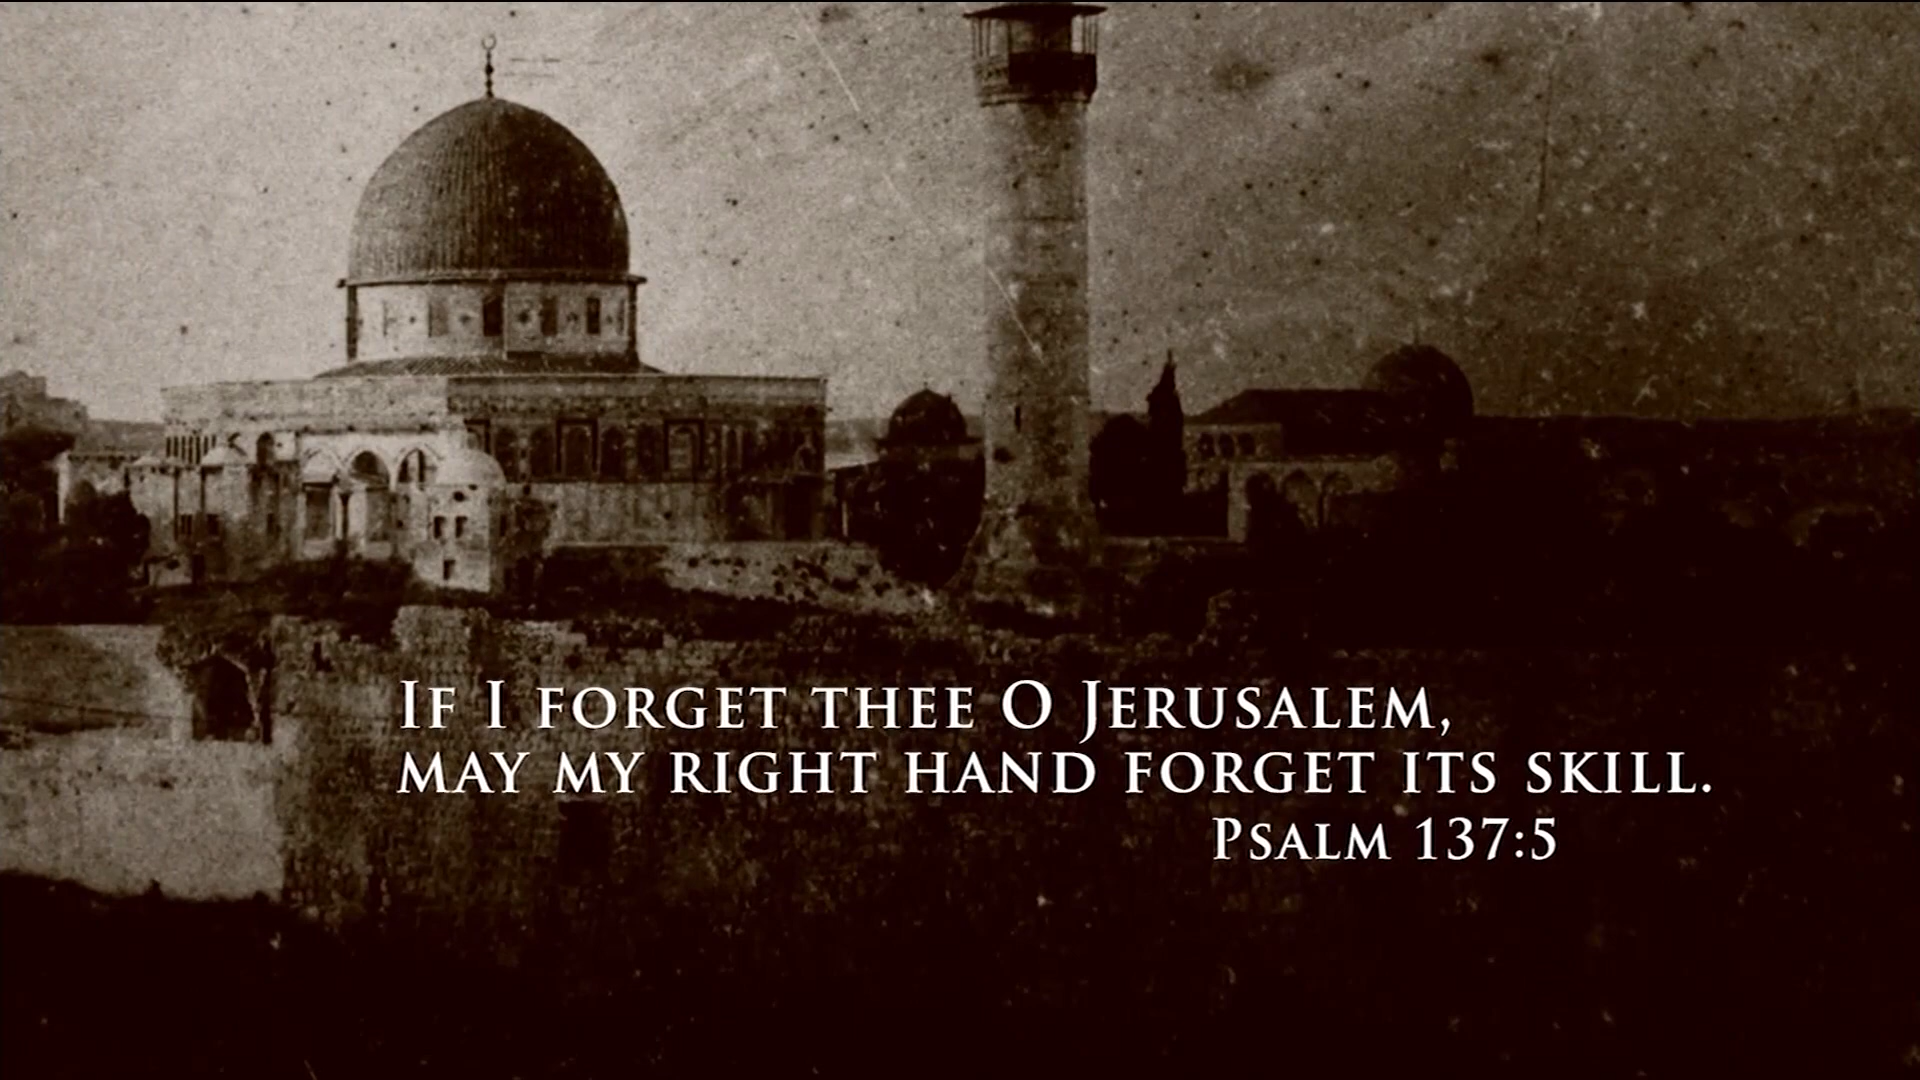 If I forget thee O Jerusalem,
may my right hand forget its skill.
Psalm 137:5